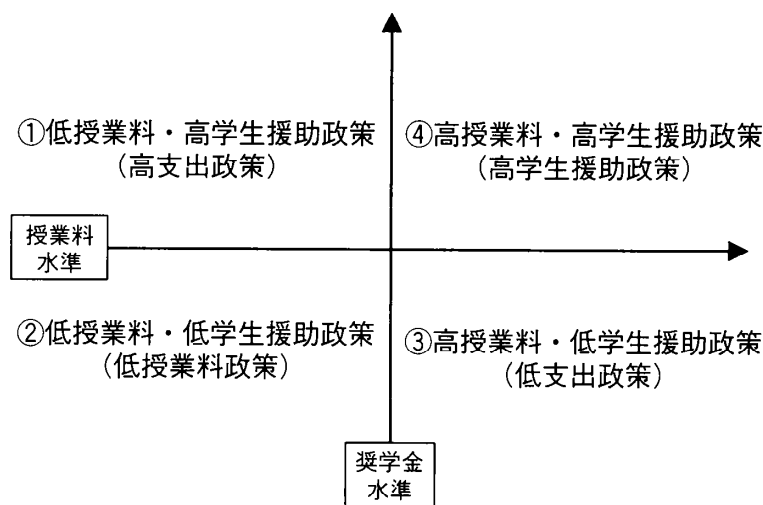 ①低授業料・高学生援助政策
(高支出政策)
④高授業料・高学生援助政策
(高学生援助政策)
授業料
水準
②低授業料・低学生援助政策
(低授業料政策)
③高授業料・低学生援助政策
(低支出政策)
奨学金
水準